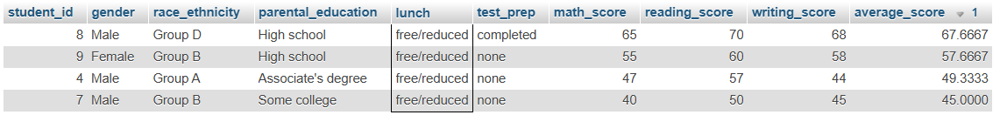 student_id gender race_ethnicity parental_education lunch test_prep math_score reading_score writing_score average_score 1
8 Male Group D High school free/reduced completed 65 70 68 67.6667
9 Female Group B High school free/reduced none 55 60 58 57.6667
4 Male Group A Associate's degree free/reduced none 47 57 44 49.3333
7 Male Group B Some college free/reduced none 40 50 45 45.0000